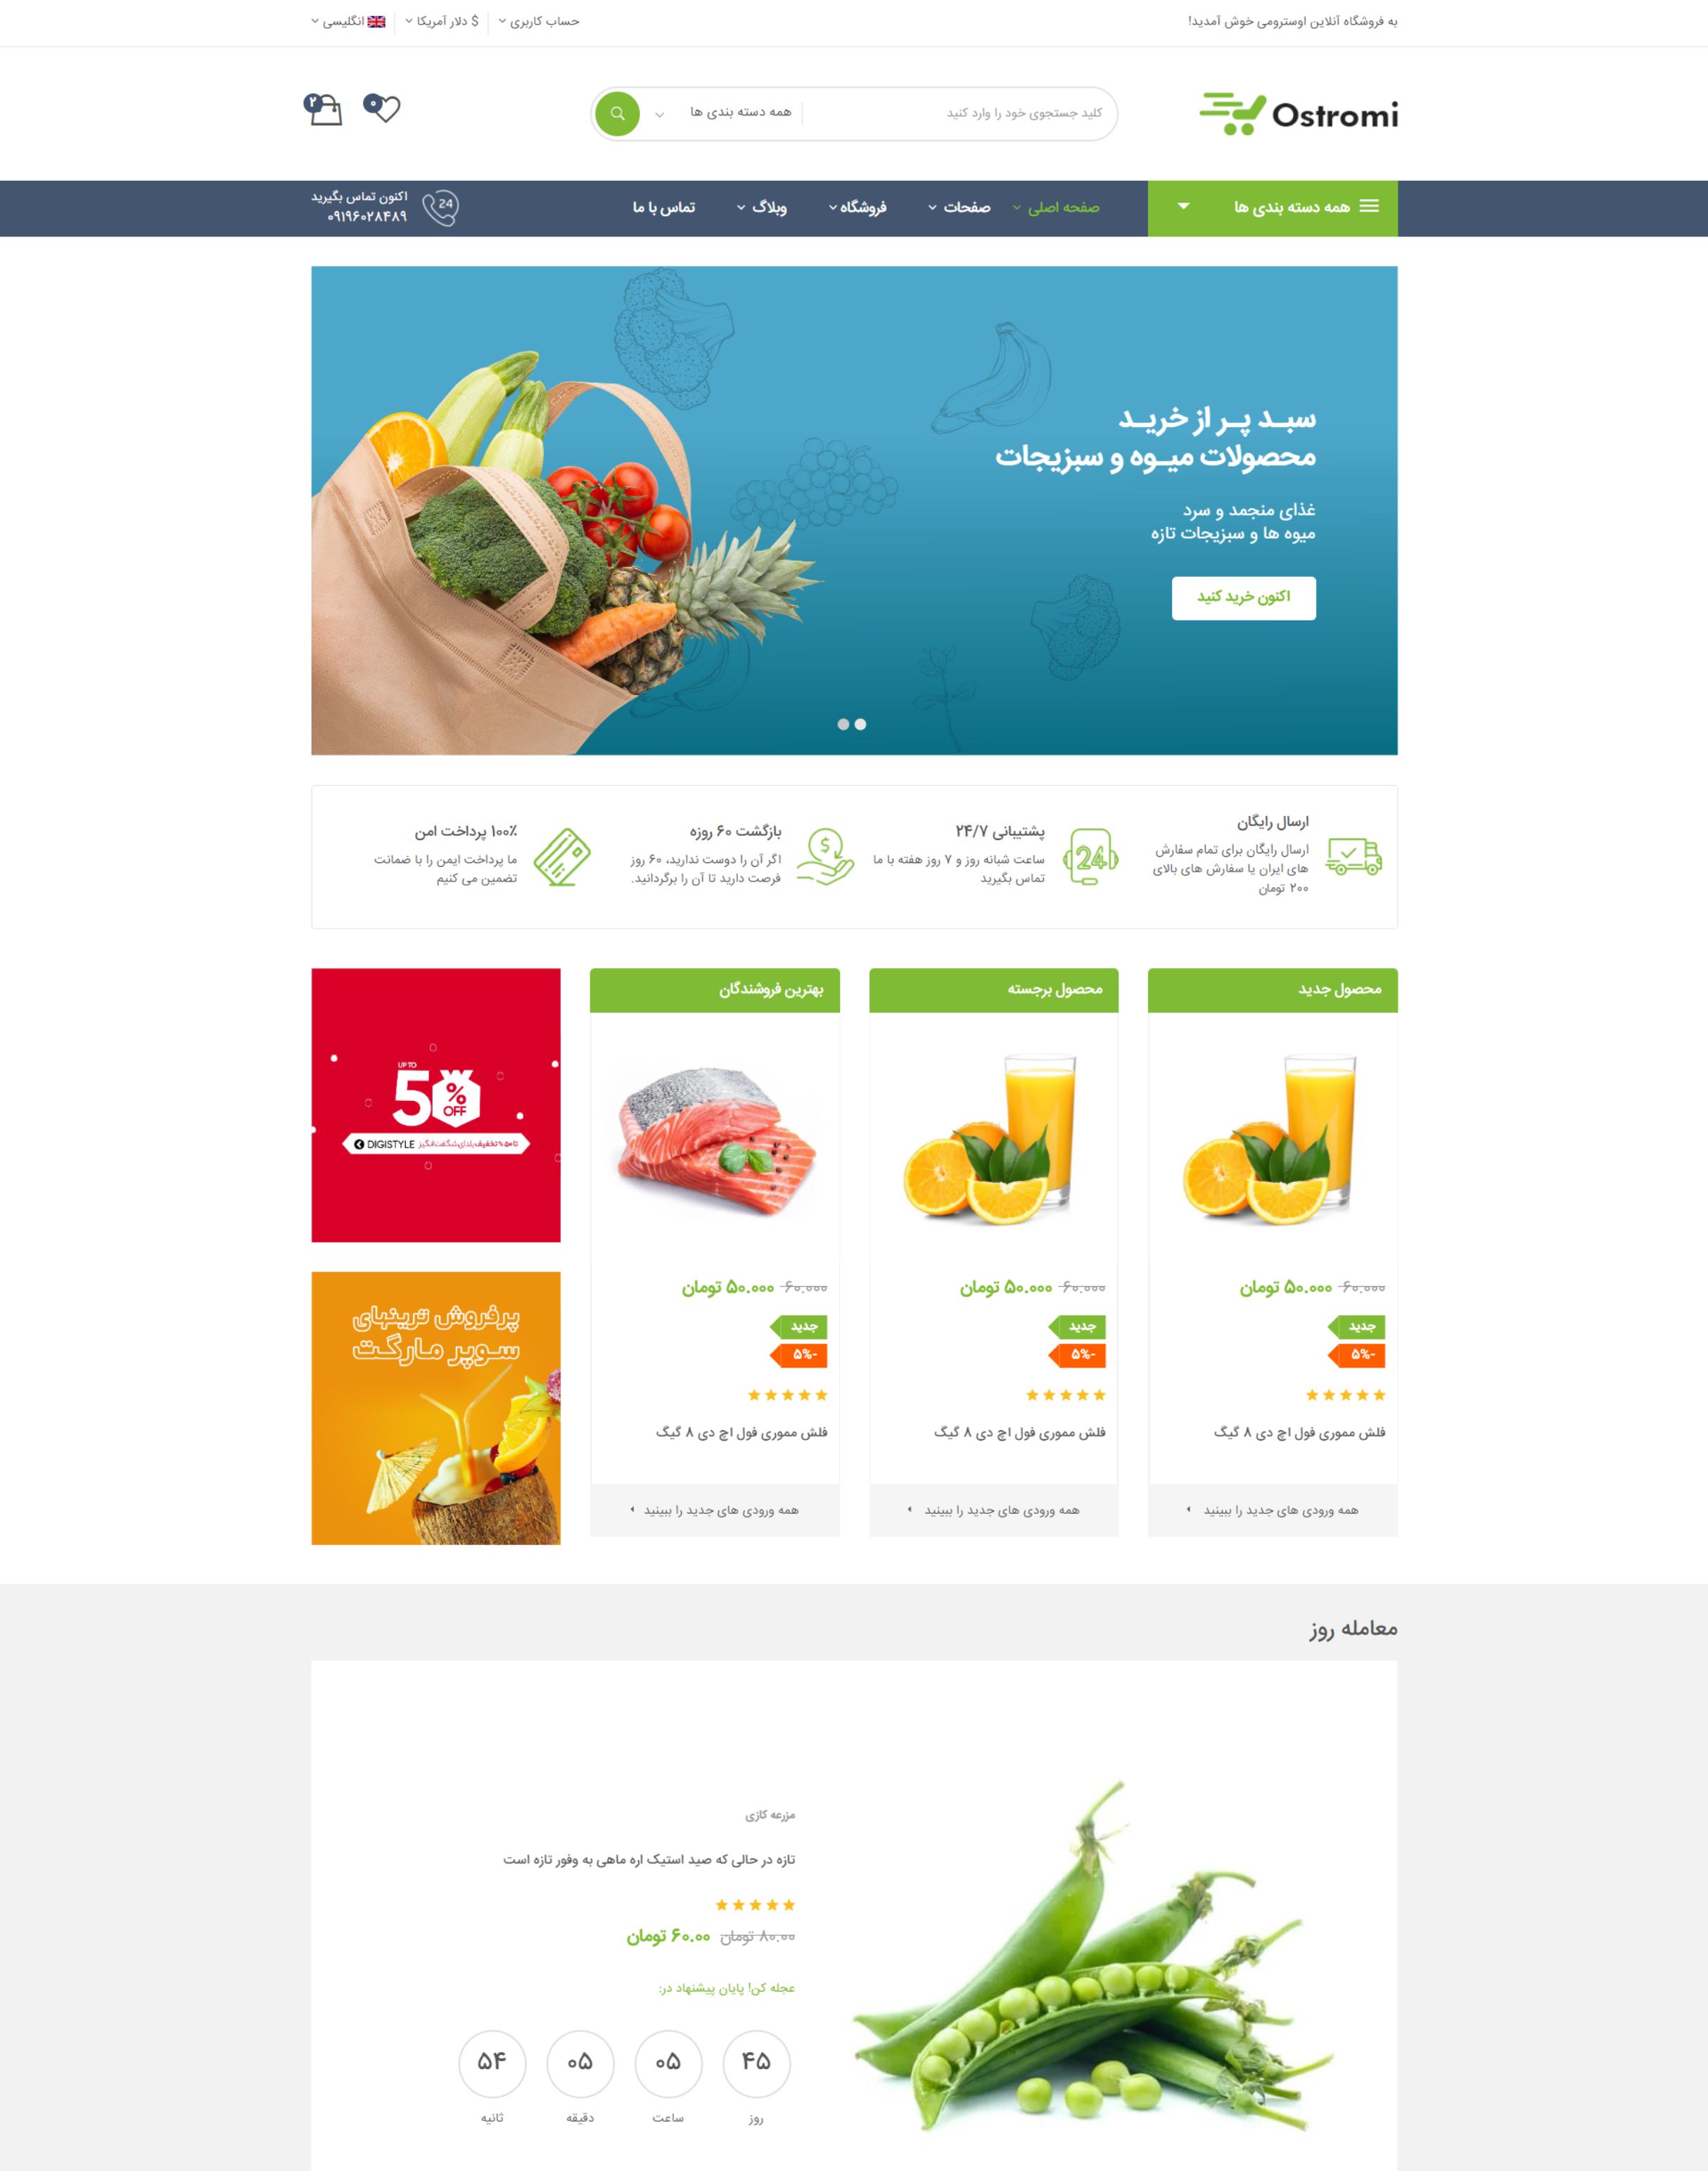 به فروشگاه آنلاین اوسترومی خوش آمدید!
حساب کاربری
$ دلار آمریکا
انگلیسی
Ostromi
کلید جستجوی خود را وارد کنید
همه دسته بندی ها
۰
۲
همه دسته بندی ها
صفحه اصلی
صفحات
فروشگاه
وبلاگ
تماس با ما
24
اکنون تماس بگیرید
۰۹۱۹۶۰۲۸۴۸۹
سبـد پـر از خریـد
محصولات میـوه و سبزیجات
غذای منجمد و سرد
میوه ها و سبزیجات تازه
اکنون خرید کنید
ارسال رایگان
ارسال رایگان برای تمام سفارش
های ایران یا سفارش های بالای
۲۰۰ تومان
24
پشتیبانی ۲۴/۷
ساعت شبانه روز و ۷ روز هفته با ما
تماس بگیرید
$
بازگشت ۶۰ روزه
اگر آن را دوست ندارید، ۶۰ روز
فرصت دارید تا آن را برگردانید.
۱۰۰٪ پرداخت امن
ما پرداخت ایمن را با ضمانت
تضمین می کنیم
محصول جدید
۶۰.۰۰۰ ۵۰.۰۰۰ تومان
جدید
-۵%
فلش مموری فول اچ دی ۸ گیگ
همه ورودی های جدید را ببینید
محصول برجسته
۶۰.۰۰۰ ۵۰.۰۰۰ تومان
جدید
-۵%
فلش مموری فول اچ دی ۸ گیگ
همه ورودی های جدید را ببینید
بهترین فروشندگان
۶۰.۰۰۰ ۵۰.۰۰۰ تومان
جدید
-۵%
فلش مموری فول اچ دی ۸ گیگ
همه ورودی های جدید را ببینید
UP TO
50% OFF
تا ۵۰% تخفیف یلدای شگفت‌انگیز DIGISTYLE
پرفروش ترینهای
سوپر مارگت
معامله روز
مزرعه کازی
تازه در حالی که صید استیک اره ماهی به وفور تازه است
۸۰.۰۰ تومان ۶۰.۰۰ تومان
عجله کن! پایان پیشنهاد در:
۴۵ ۰۵ ۰۵ ۵۴
روز ساعت دقیقه ثانیه